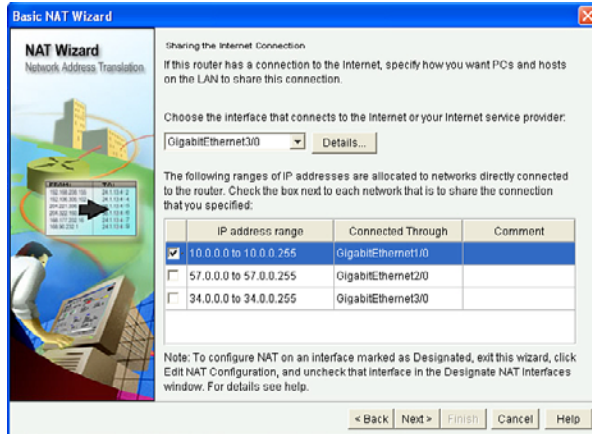 Basic NAT Wizard
NAT Wizard
Network Address Translation
Sharing the Internet Connection
If this router has a connection to the Internet, specify how you want PCs and hosts
on the LAN to share this connection.
Choose the interface that connects to the Internet or your Internet service provider:
GigabitEthernet3/0
Details...
The following ranges of IP addresses are allocated to networks directly connected
to the router. Check the box next to each network that is to share the connection
that you specified:
IP address range Connected Through Comment
10.0.0.0 to 10.0.0.255 GigabitEthernet1/0
57.0.0.0 to 57.0.0.255 GigabitEthernet2/0
34.0.0.0 to 34.0.0.255 GigabitEthernet3/0
Note: To configure NAT on an interface marked as Designated, exit this wizard, click
Edit NAT Configuration, and uncheck that interface in the Designate NAT Interfaces
window. For details see help.
< Back Next > Finish Cancel Help